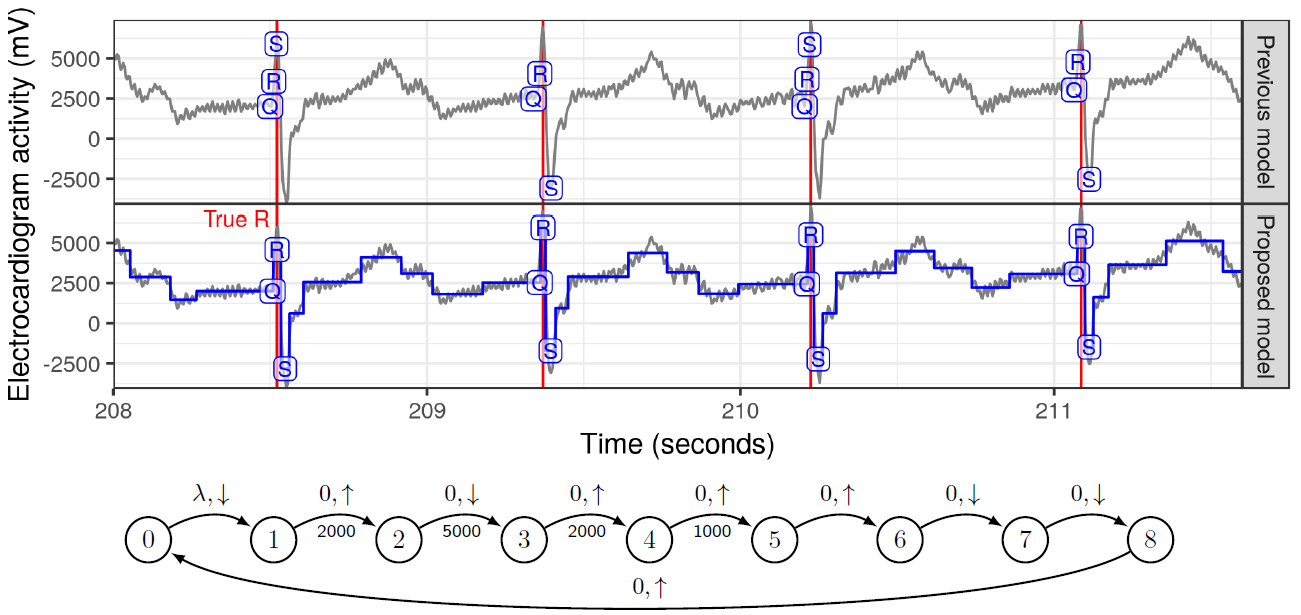 Electrocardiogram activity (mV)
5000
2500
0
-2500
S
R
Q
R
Q
S
S
R
Q
R
Q
S
Previous model
True R
5000
2500
0
-2500
R
Q
S
R
Q
S
R
Q
S
R
Q
S
Proposed model
208 209 210 211
Time (seconds)
λ,↓ 0,↑ 0,↓ 0,↑ 0,↑ 0,↑ 0,↓ 0,↓
0 1 2000 2 5000 3 2000 4 1000 5 6 7 8
0,↑